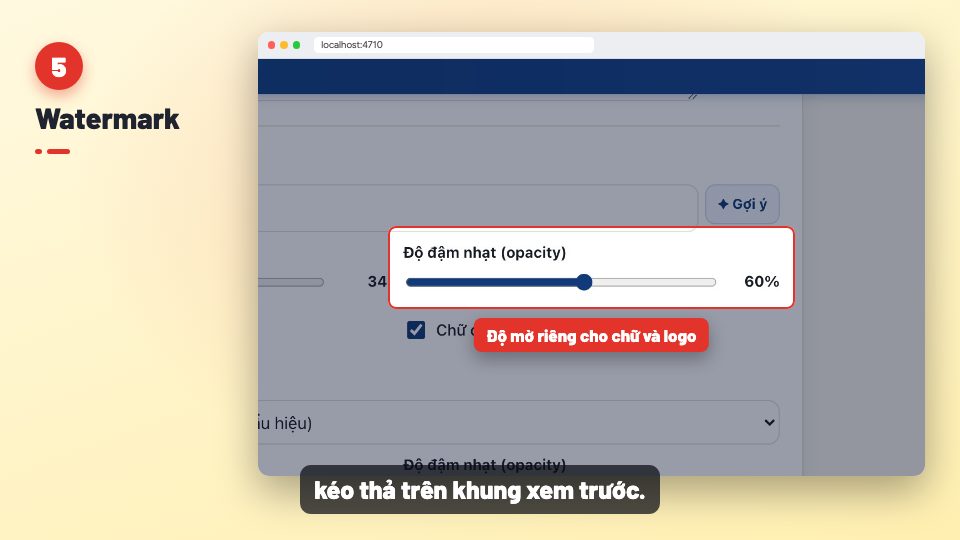 5
Watermark
localhost:4710
✦ Gợi ý
Độ đậm nhạt (opacity)
34
60%
Chữ
Độ mờ riêng cho chữ và logo
hiệu)
Độ đậm nhạt (opacity)
kéo thả trên khung xem trước.